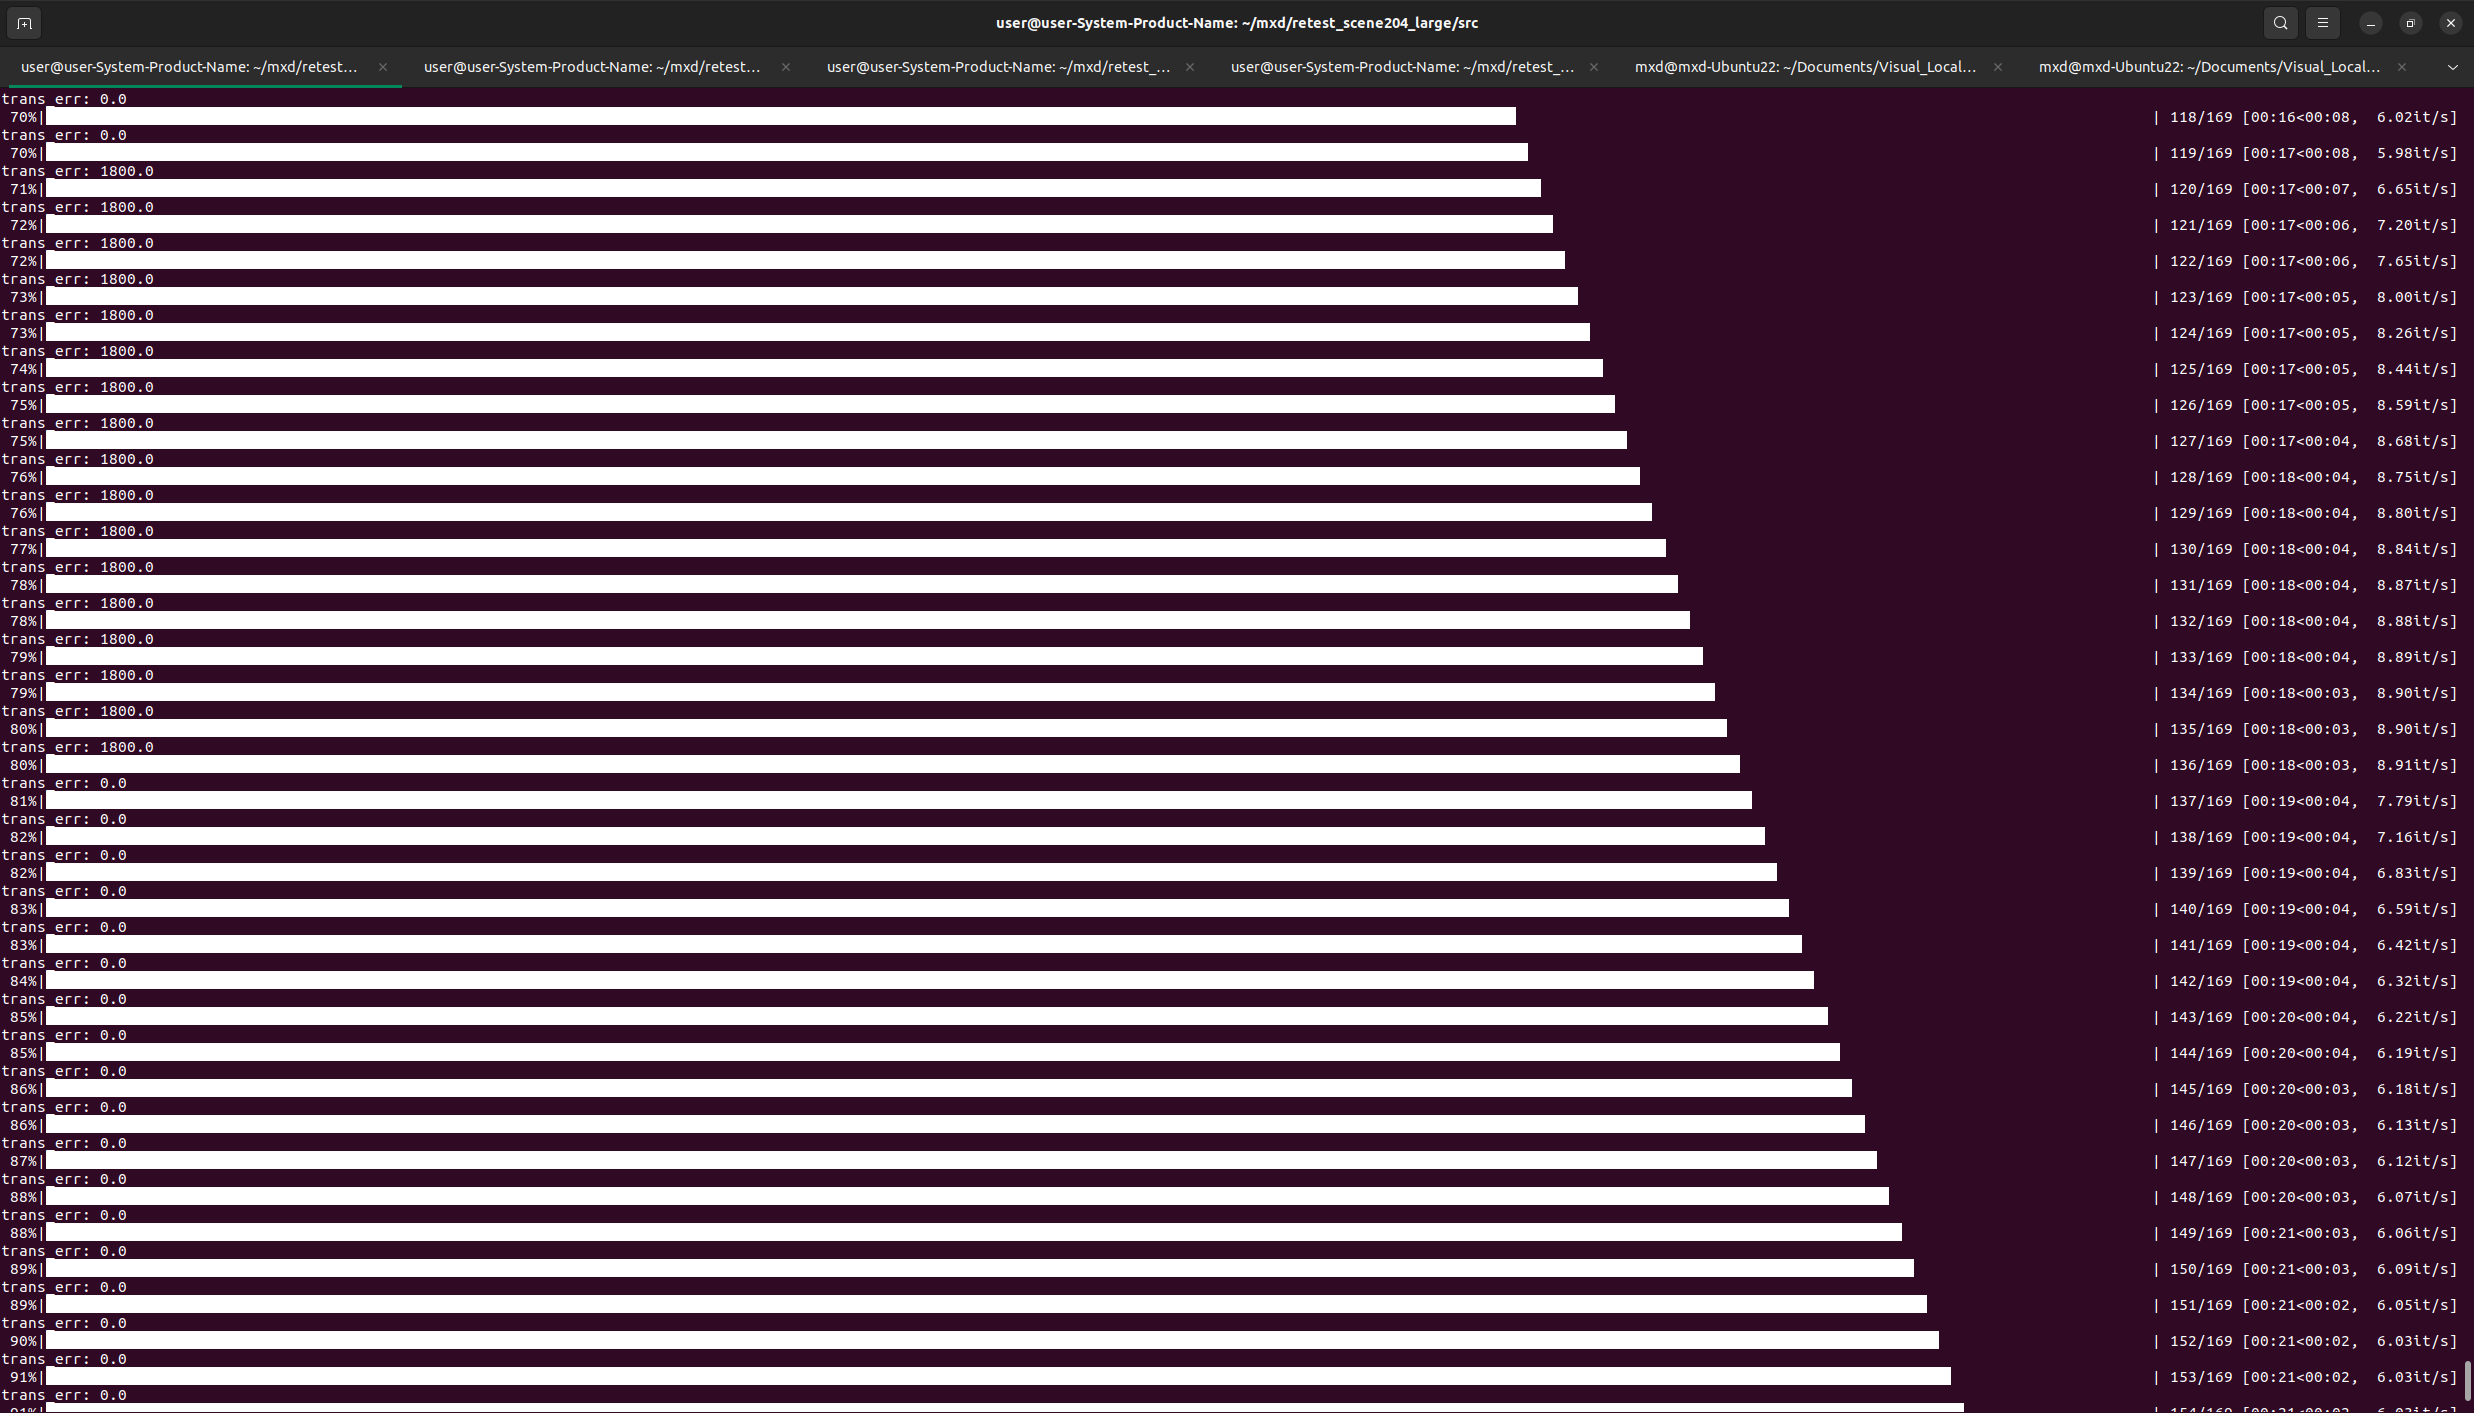 user@user-System-Product-Name: ~/mxd/retest_scene204_large/src
user@user-System-Product-Name: ~/mxd/retest... user@user-System-Product-Name: ~/mxd/retest... user@user-System-Product-Name: ~/mxd/retest_... user@user-System-Product-Name: ~/mxd/retest_... mxd@mxd-Ubuntu22: ~/Documents/Visual_Local... mxd@mxd-Ubuntu22: ~/Documents/Visual_Local...
trans_err: 0.0
70%| | 118/169 [00:16<00:08, 6.02it/s]
trans_err: 0.0
70%| | 119/169 [00:17<00:08, 5.98it/s]
trans_err: 1800.0
71%| | 120/169 [00:17<00:07, 6.65it/s]
trans_err: 1800.0
72%| | 121/169 [00:17<00:06, 7.20it/s]
trans_err: 1800.0
72%| | 122/169 [00:17<00:06, 7.65it/s]
trans_err: 1800.0
73%| | 123/169 [00:17<00:05, 8.00it/s]
trans_err: 1800.0
73%| | 124/169 [00:17<00:05, 8.26it/s]
trans_err: 1800.0
74%| | 125/169 [00:17<00:05, 8.44it/s]
trans_err: 1800.0
75%| | 126/169 [00:17<00:05, 8.59it/s]
trans_err: 1800.0
75%| | 127/169 [00:17<00:04, 8.68it/s]
trans_err: 1800.0
76%| | 128/169 [00:18<00:04, 8.75it/s]
trans_err: 1800.0
76%| | 129/169 [00:18<00:04, 8.80it/s]
trans_err: 1800.0
77%| | 130/169 [00:18<00:04, 8.84it/s]
trans_err: 1800.0
78%| | 131/169 [00:18<00:04, 8.87it/s]
trans_err: 1800.0
78%| | 132/169 [00:18<00:04, 8.88it/s]
trans_err: 1800.0
79%| | 133/169 [00:18<00:04, 8.89it/s]
trans_err: 1800.0
79%| | 134/169 [00:18<00:03, 8.90it/s]
trans_err: 1800.0
80%| | 135/169 [00:18<00:03, 8.90it/s]
trans_err: 1800.0
80%| | 136/169 [00:18<00:03, 8.91it/s]
trans_err: 0.0
81%| | 137/169 [00:19<00:04, 7.79it/s]
trans_err: 0.0
82%| | 138/169 [00:19<00:04, 7.16it/s]
trans_err: 0.0
82%| | 139/169 [00:19<00:04, 6.83it/s]
trans_err: 0.0
83%| | 140/169 [00:19<00:04, 6.59it/s]
trans_err: 0.0
83%| | 141/169 [00:19<00:04, 6.42it/s]
trans_err: 0.0
84%| | 142/169 [00:19<00:04, 6.32it/s]
trans_err: 0.0
85%| | 143/169 [00:20<00:04, 6.22it/s]
trans_err: 0.0
85%| | 144/169 [00:20<00:04, 6.19it/s]
trans_err: 0.0
86%| | 145/169 [00:20<00:03, 6.18it/s]
trans_err: 0.0
86%| | 146/169 [00:20<00:03, 6.13it/s]
trans_err: 0.0
87%| | 147/169 [00:20<00:03, 6.12it/s]
trans_err: 0.0
88%| | 148/169 [00:20<00:03, 6.07it/s]
trans_err: 0.0
88%| | 149/169 [00:21<00:03, 6.06it/s]
trans_err: 0.0
89%| | 150/169 [00:21<00:03, 6.09it/s]
trans_err: 0.0
89%| | 151/169 [00:21<00:02, 6.05it/s]
trans_err: 0.0
90%| | 152/169 [00:21<00:02, 6.03it/s]
trans_err: 0.0
91%| | 153/169 [00:21<00:02, 6.03it/s]
trans_err: 0.0